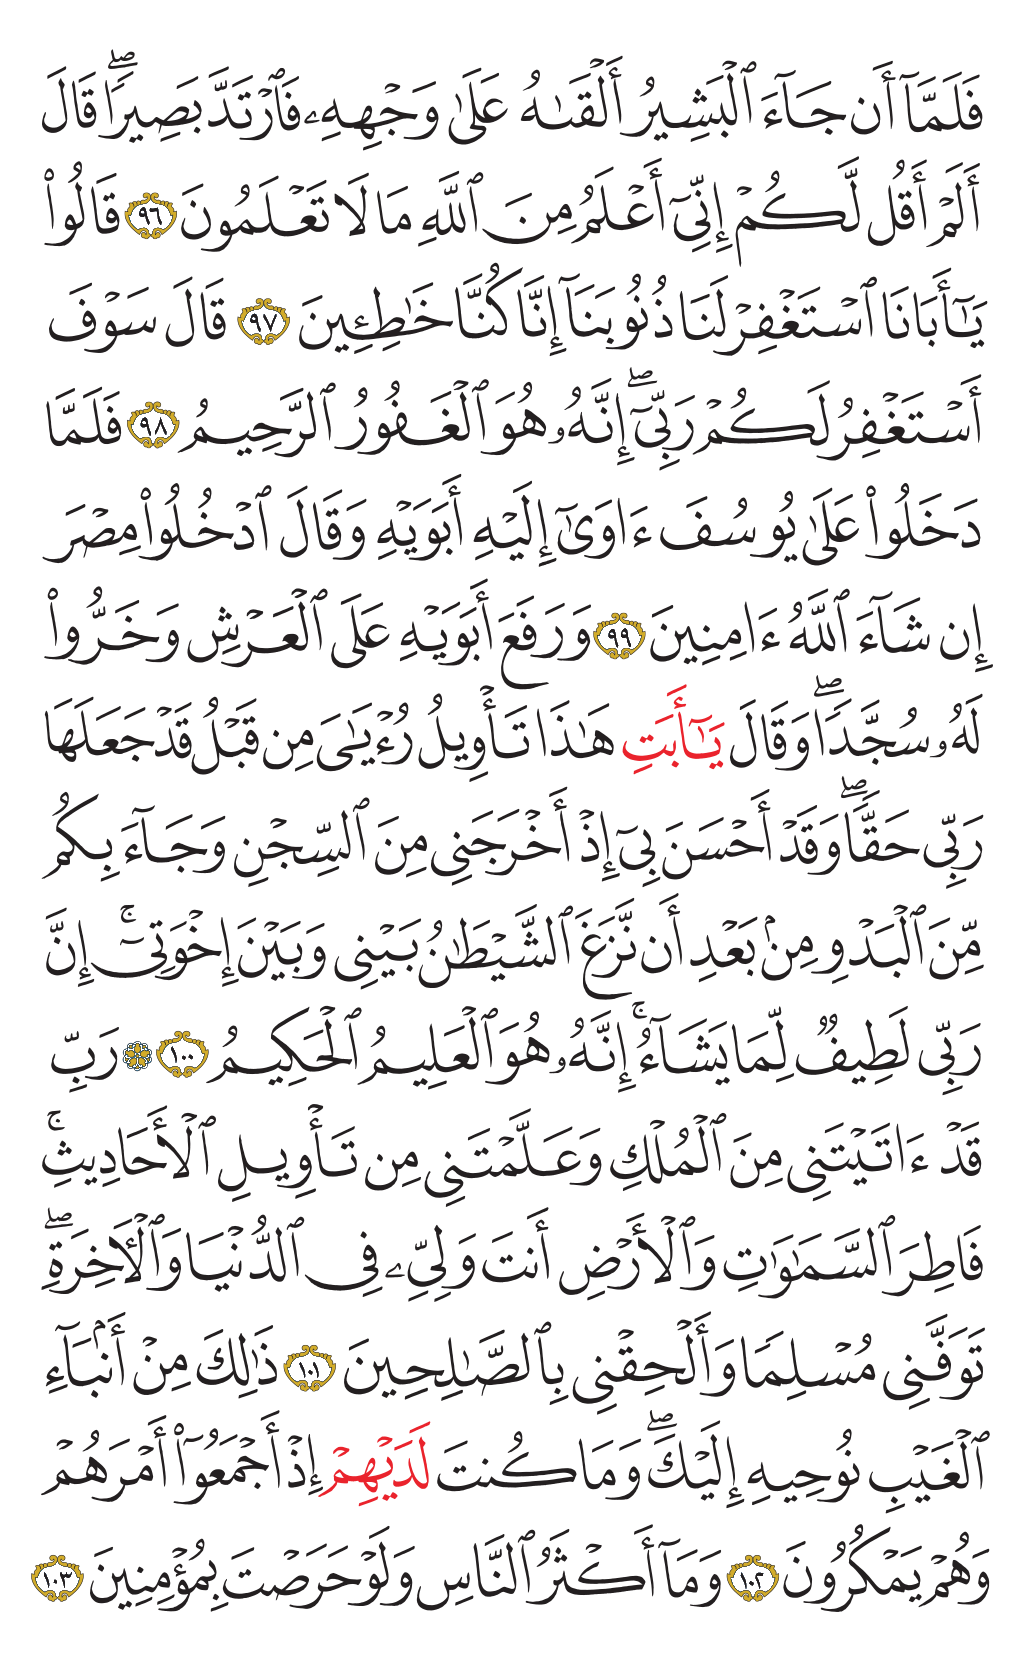 فَلَمَّآ أَن جَآءَ ٱلْبَشِيرُ أَلْقَىٰهُ عَلَىٰ وَجْهِهِۦ فَٱرْتَدَّ بَصِيرًۭا ۖ قَالَ
أَلَمْ أَقُل لَّكُمْ إِنِّىٓ أَعْلَمُ مِنَ ٱللَّهِ مَا لَا تَعْلَمُونَ ٩٦ قَالُوا۟
يَـٰٓأَبَانَا ٱسْتَغْفِرْ لَنَا ذُنُوبَنَآ إِنَّا كُنَّا خَـٰطِـِٔينَ ٩٧ قَالَ سَوْفَ
أَسْتَغْفِرُ لَكُمْ رَبِّىٓ ۖ إِنَّهُۥ هُوَ ٱلْغَفُورُ ٱلرَّحِيمُ ٩٨ فَلَمَّا
دَخَلُوا۟ عَلَىٰ يُوسُفَ ءَاوَىٰٓ إِلَيْهِ أَبَوَيْهِ وَقَالَ ٱدْخُلُوا۟ مِصْرَ
إِن شَآءَ ٱللَّهُ ءَامِنِينَ ٩٩ وَرَفَعَ أَبَوَيْهِ عَلَى ٱلْعَرْشِ وَخَرُّوا۟
لَهُۥ سُجَّدًۭا ۖ وَقَالَ يَـٰٓأَبَتِ هَـٰذَا تَأْوِيلُ رُءْيَـٰىَ مِن قَبْلُ قَدْ جَعَلَهَا
رَبِّى حَقًّۭا ۖ وَقَدْ أَحْسَنَ بِىٓ إِذْ أَخْرَجَنِى مِنَ ٱلسِّجْنِ وَجَآءَ بِكُم
مِّنَ ٱلْبَدْوِ مِنۢ بَعْدِ أَن نَّزَغَ ٱلشَّيْطَـٰنُ بَيْنِى وَبَيْنَ إِخْوَتِىٓ ۚ إِنَّ
رَبِّى لَطِيفٌۭ لِّمَا يَشَآءُ ۚ إِنَّهُۥ هُوَ ٱلْعَلِيمُ ٱلْحَكِيمُ ١٠٠ ۞ رَبِّ
قَدْ ءَاتَيْتَنِى مِنَ ٱلْمُلْكِ وَعَلَّمْتَنِى مِن تَأْوِيلِ ٱلْأَحَادِيثِ ۚ
فَاطِرَ ٱلسَّمَـٰوَٰتِ وَٱلْأَرْضِ أَنتَ وَلِىِّۦ فِى ٱلدُّنْيَا وَٱلْـَٔاخِرَةِ ۖ
تَوَفَّنِى مُسْلِمًۭا وَأَلْحِقْنِى بِٱلصَّـٰلِحِينَ ١٠١ ذَٰلِكَ مِنْ أَنۢبَآءِ
ٱلْغَيْبِ نُوحِيهِ إِلَيْكَ ۖ وَمَا كُنتَ لَدَيْهِمْ إِذْ أَجْمَعُوٓا۟ أَمْرَهُمْ
وَهُمْ يَمْكُرُونَ ١٠٢ وَمَآ أَكْثَرُ ٱلنَّاسِ وَلَوْ حَرَصْتَ بِمُؤْمِنِينَ ١٠٣